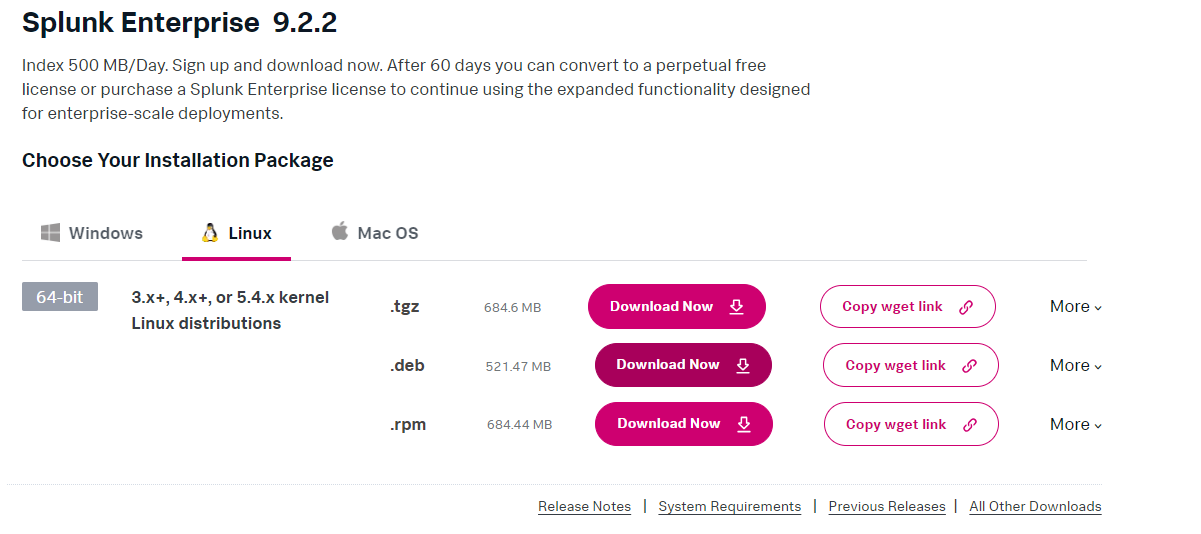 Splunk Enterprise 9.2.2
Index 500 MB/Day. Sign up and download now. After 60 days you can convert to a perpetual free
license or purchase a Splunk Enterprise license to continue using the expanded functionality designed
for enterprise-scale deployments.
Choose Your Installation Package
Windows Linux Mac OS
64-bit 3.x+, 4.x+, or 5.4.x kernel
Linux distributions
.tgz 684.6 MB Download Now Copy wget link More
.deb 521.47 MB Download Now Copy wget link More
.rpm 684.44 MB Download Now Copy wget link More
Release Notes | System Requirements | Previous Releases | All Other Downloads